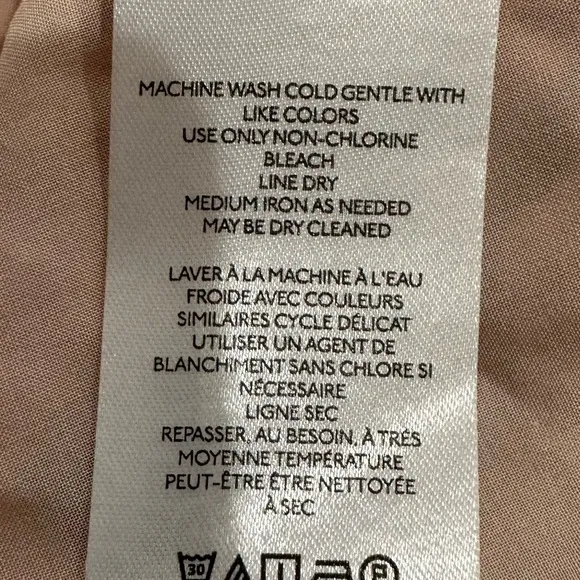 MACHINE WASH COLD GENTLE WITH
LIKE COLORS
USE ONLY NON-CHLORINE
BLEACH
LINE DRY
MEDIUM IRON AS NEEDED
MAY BE DRY CLEANED
LAVER À LA MACHINE À L'EAU
FROIDE AVEC COULEURS
SIMILAIRES CYCLE DÉLICAT
UTILISER UN AGENT DE
BLANCHIMENT SANS CHLORE SI
NÉCESSAIRE
LIGNE SEC
REPASSER, AU BESOIN, À TRÉS
MOYENNE TEMPÉRATURE
PEUT-ÊTRE ÊTRE NETTOYÉE
À SEC
30 P